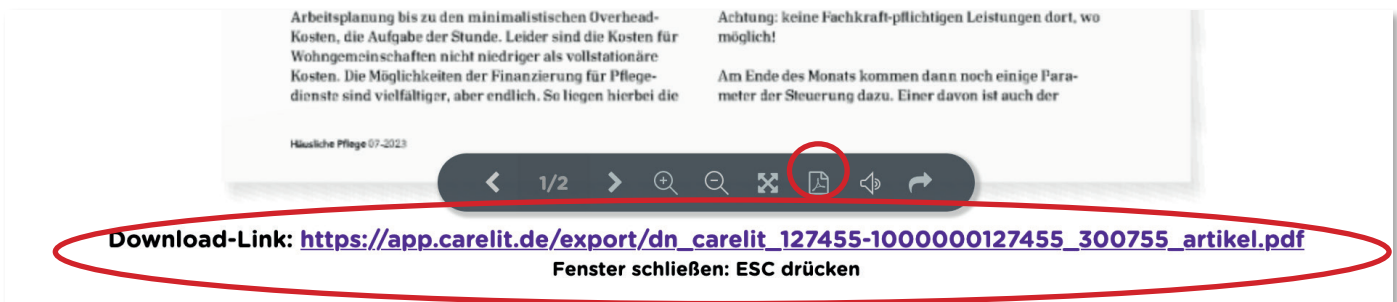 Arbeitsplanung bis zu den minimalistischen Overhead-
Kosten, die Aufgabe der Stunde. Leider sind die Kosten für
Wohngemeinschaften nicht niedriger als vollstationäre
Kosten. Die Möglichkeiten der Finanzierung für Pflege-
dienste sind vielfältiger, aber endlich. So liegen hierbei die
Achtung: keine Fachkraft-pflichtigen Leistungen dort, wo
möglich!
Am Ende des Monats kommen dann noch einige Para-
meter der Steuerung dazu. Einer davon ist auch der
Häusliche Pflege 07-2023
1/2
Download-Link: https://app.carelit.de/export/dn_carelit_127455-1000000127455_300755_artikel.pdf
Fenster schließen: ESC drücken